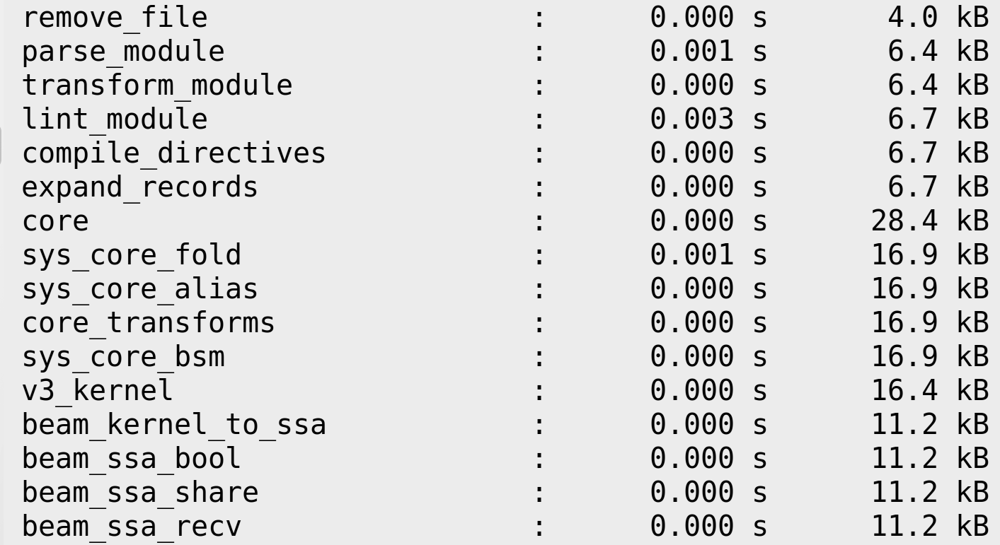 remove_file : 0.000 s 4.0 kB
parse_module : 0.001 s 6.4 kB
transform_module : 0.000 s 6.4 kB
lint_module : 0.003 s 6.7 kB
compile_directives : 0.000 s 6.7 kB
expand_records : 0.000 s 6.7 kB
core : 0.000 s 28.4 kB
sys_core_fold : 0.001 s 16.9 kB
sys_core_alias : 0.000 s 16.9 kB
core_transforms : 0.000 s 16.9 kB
sys_core_bsm : 0.000 s 16.9 kB
v3_kernel : 0.000 s 16.4 kB
beam_kernel_to_ssa : 0.000 s 11.2 kB
beam_ssa_bool : 0.000 s 11.2 kB
beam_ssa_share : 0.000 s 11.2 kB
beam_ssa_recv : 0.000 s 11.2 kB